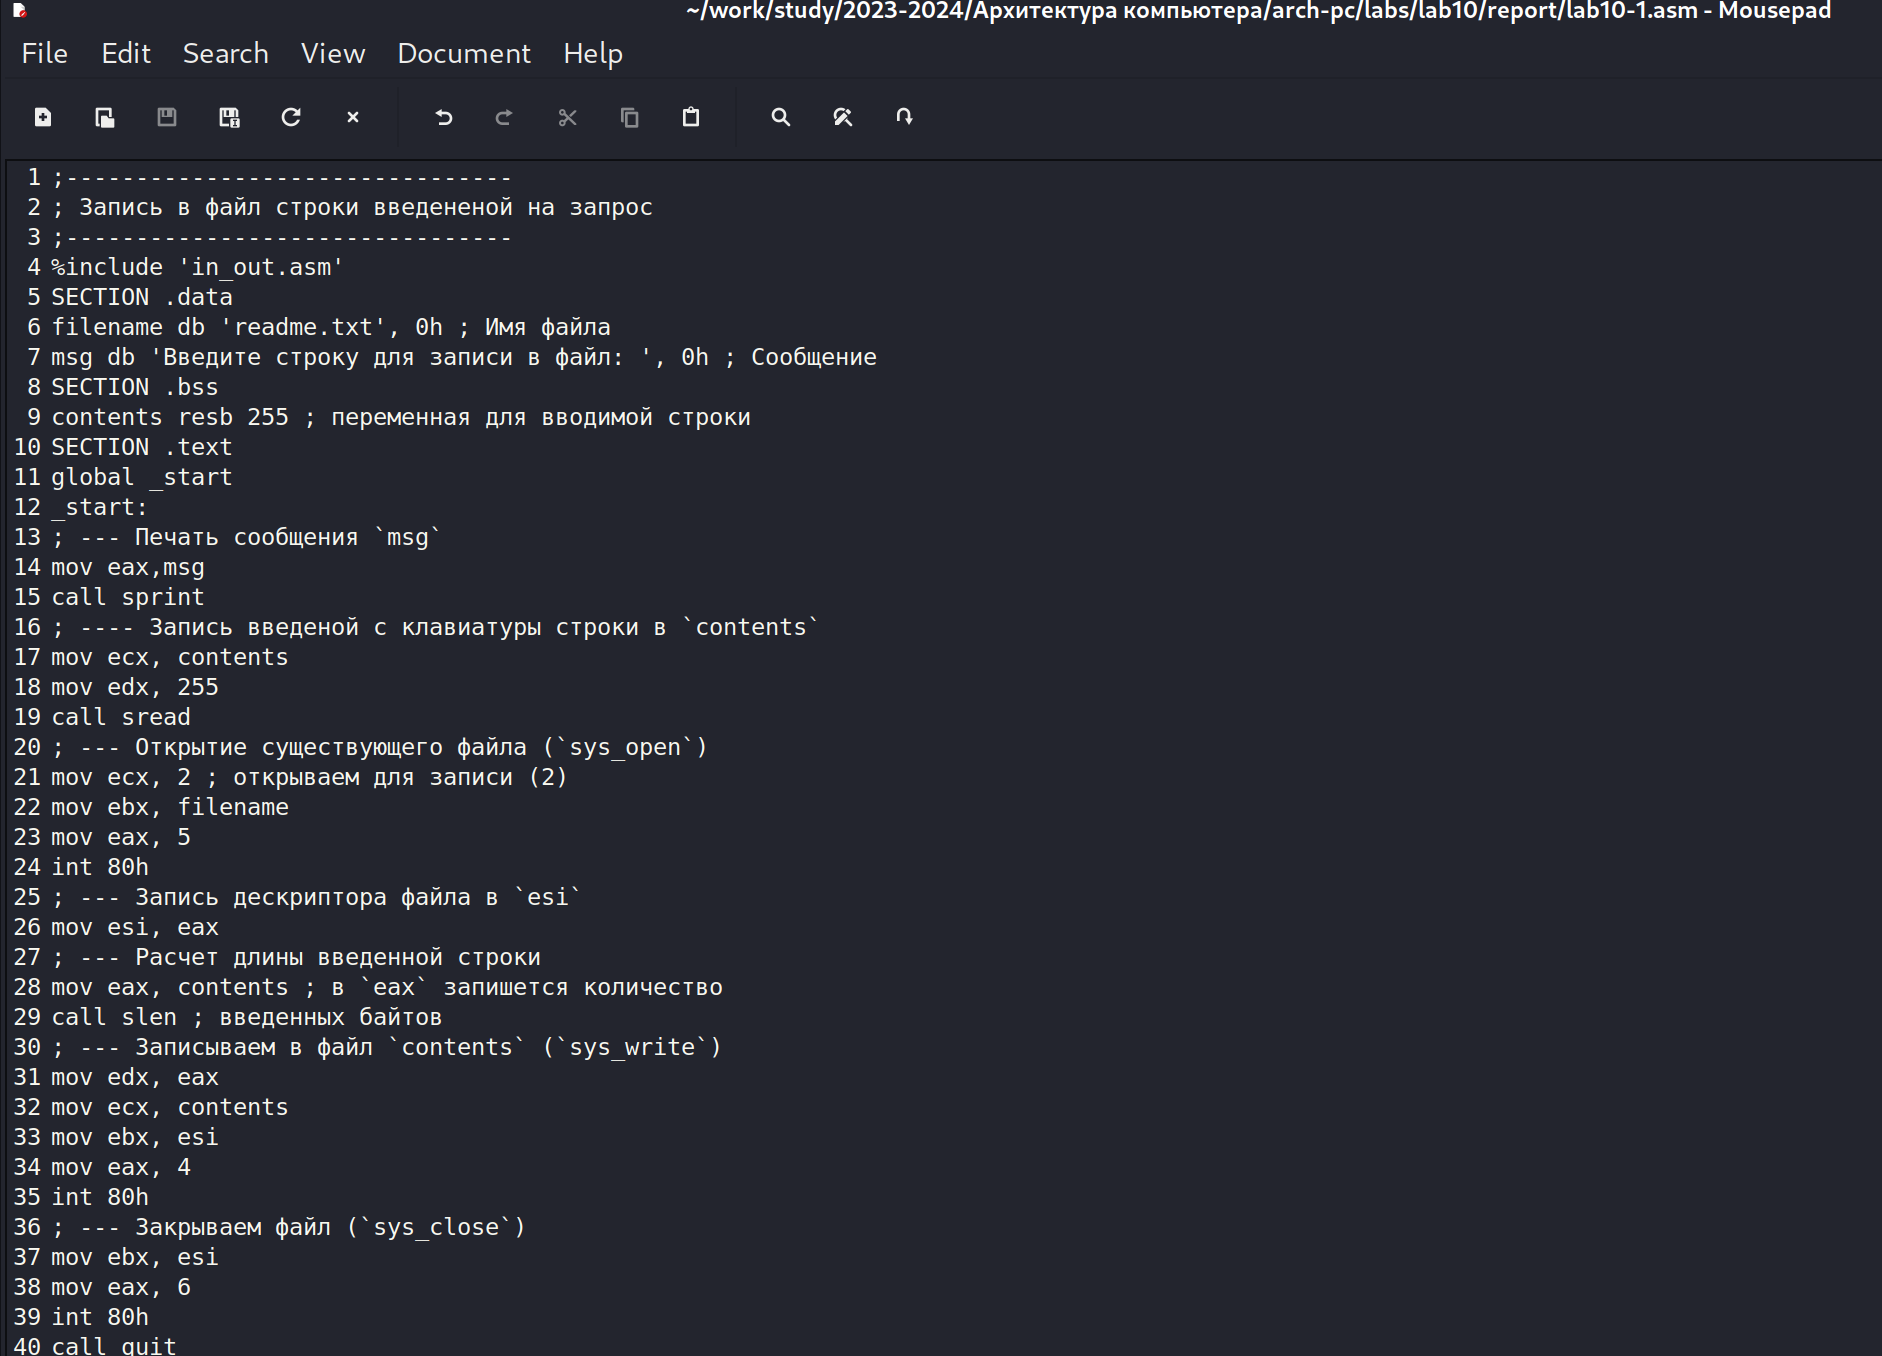 ~/work/study/2023-2024/Архитектура компьютера/arch-pc/labs/lab10/report/lab10-1.asm - Mousepad
File Edit Search View Document Help
1 ;--------------------------------
2 ; Запись в файл строки введененой на запрос
3 ;--------------------------------
4 %include 'in_out.asm'
5 SECTION .data
6 filename db 'readme.txt', 0h ; Имя файла
7 msg db 'Введите строку для записи в файл: ', 0h ; Сообщение
8 SECTION .bss
9 contents resb 255 ; переменная для вводимой строки
10 SECTION .text
11 global _start
12 _start:
13 ; --- Печать сообщения `msg`
14 mov eax,msg
15 call sprint
16 ; ---- Запись введеной с клавиатуры строки в `contents`
17 mov ecx, contents
18 mov edx, 255
19 call sread
20 ; --- Открытие существующего файла (`sys_open`)
21 mov ecx, 2 ; открываем для записи (2)
22 mov ebx, filename
23 mov eax, 5
24 int 80h
25 ; --- Запись дескриптора файла в `esi`
26 mov esi, eax
27 ; --- Расчет длины введенной строки
28 mov eax, contents ; в `eax` запишется количество
29 call slen ; введенных байтов
30 ; --- Записываем в файл `contents` (`sys_write`)
31 mov edx, eax
32 mov ecx, contents
33 mov ebx, esi
34 mov eax, 4
35 int 80h
36 ; --- Закрываем файл (`sys_close`)
37 mov ebx, esi
38 mov eax, 6
39 int 80h
40 call quit